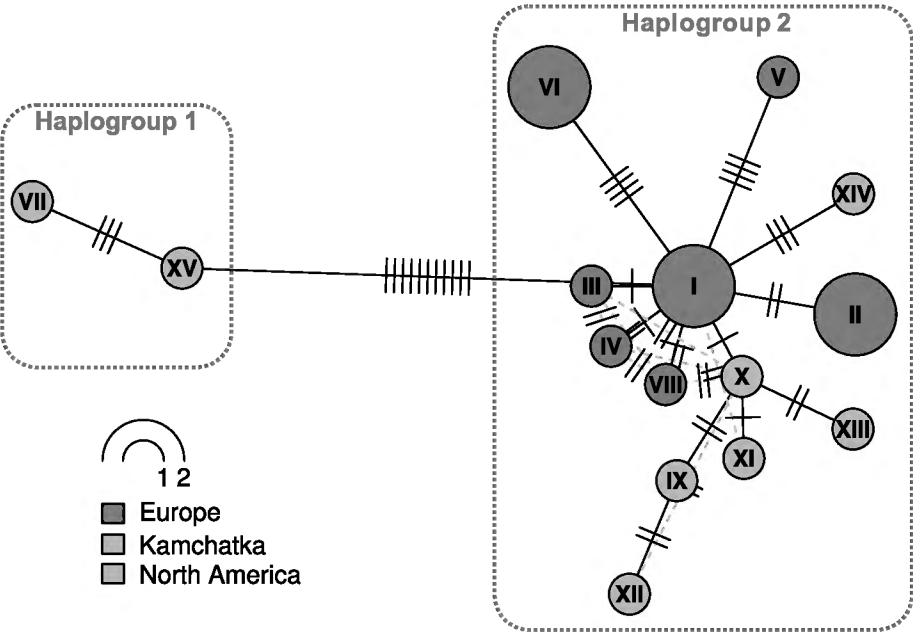 Haplogroup 2
VI
V
Haplogroup 1
VII
XIV
XV
III
I
II
IV
VIII
X
XIII
XI
IX
XII
1 2
Europe
Kamchatka
North America